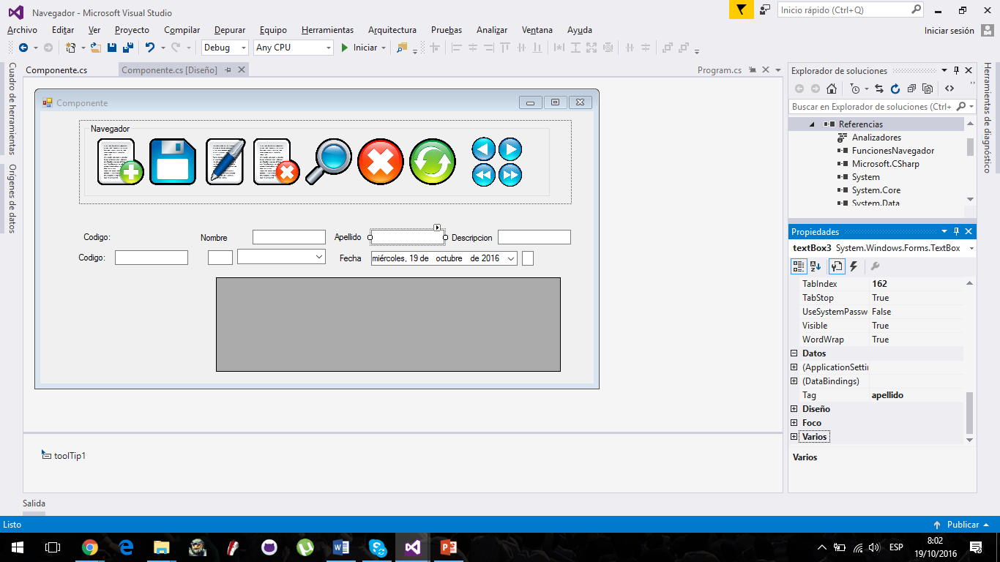 Navegador - Microsoft Visual Studio
Inicio rápido (Ctrl+Q)
Archivo Editar Ver Proyecto Compilar Depurar Equipo Herramientas Arquitectura Pruebas Analizar Ventana Ayuda
Iniciar sesión
Debug Any CPU Iniciar
Cuadro de herramientas
Orígenes de datos
Componente.cs Componente.cs [Diseño] Program.cs
Componente
Navegador
Codigo: Nombre Apellido Descripcion
Codigo: Fecha miércoles, 19 de octubre de 2016
toolTip1
Explorador de soluciones
Buscar en Explorador de soluciones (Ctrl+
Referencias
Analizadores
FuncionesNavegador
Microsoft.CSharp
System
System.Core
System.Data
Propiedades
textBox3 System.Windows.Forms.TextBox
TabIndex 162
TabStop True
UseSystemPassw False
Visible True
WordWrap True
Datos
(ApplicationSetti
(DataBindings)
Tag apellido
Diseño
Foco
Varios
Varios
Herramientas de diagnóstico
Salida
Listo
Publicar
ESP
8:02
19/10/2016